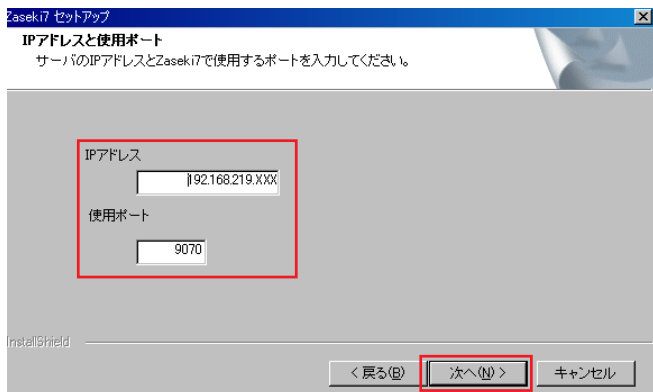 Zaseki7 セットアップ
IPアドレスと使用ポート
サーバのIPアドレスとZaseki7で使用するポートを入力してください。
IPアドレス
192.168.219.XXX
使用ポート
9070
InstallShield
< 戻る(B)
次へ(N) >
キャンセル